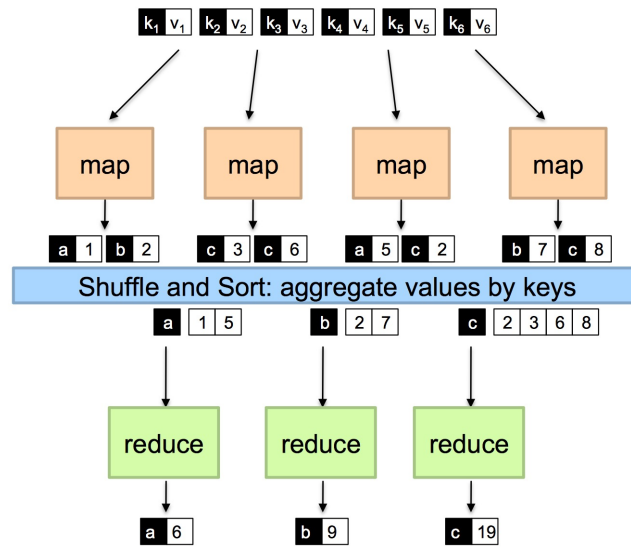 k1 v1 k2 v2 k3 v3 k4 v4 k5 v5 k6 v6
map map map map
a 1 b 2 c 3 c 6 a 5 c 2 b 7 c 8
Shuffle and Sort: aggregate values by keys
a 1 5 b 2 7 c 2 3 6 8
reduce reduce reduce
a 6 b 9 c 19